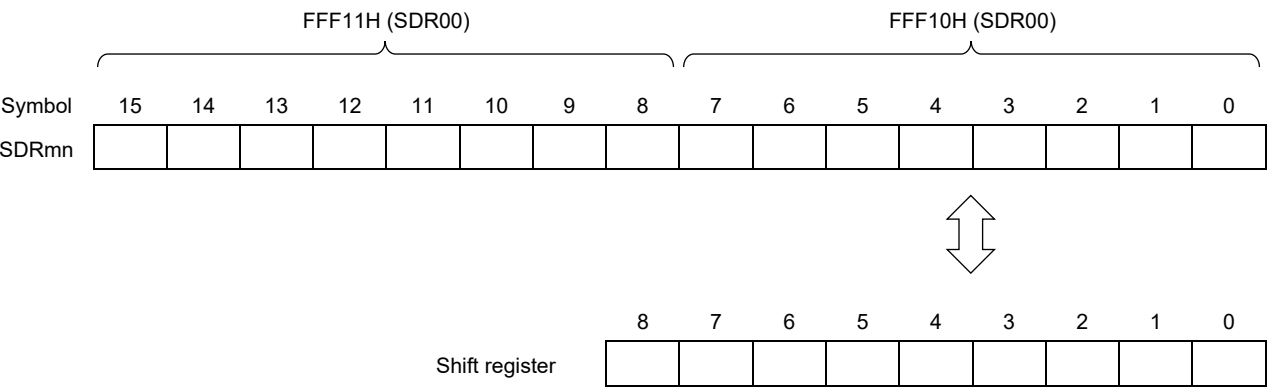 FFF11H (SDR00) FFF10H (SDR00)
Symbol 15 14 13 12 11 10 9 8 7 6 5 4 3 2 1 0
SDRmn
8 7 6 5 4 3 2 1 0
Shift register